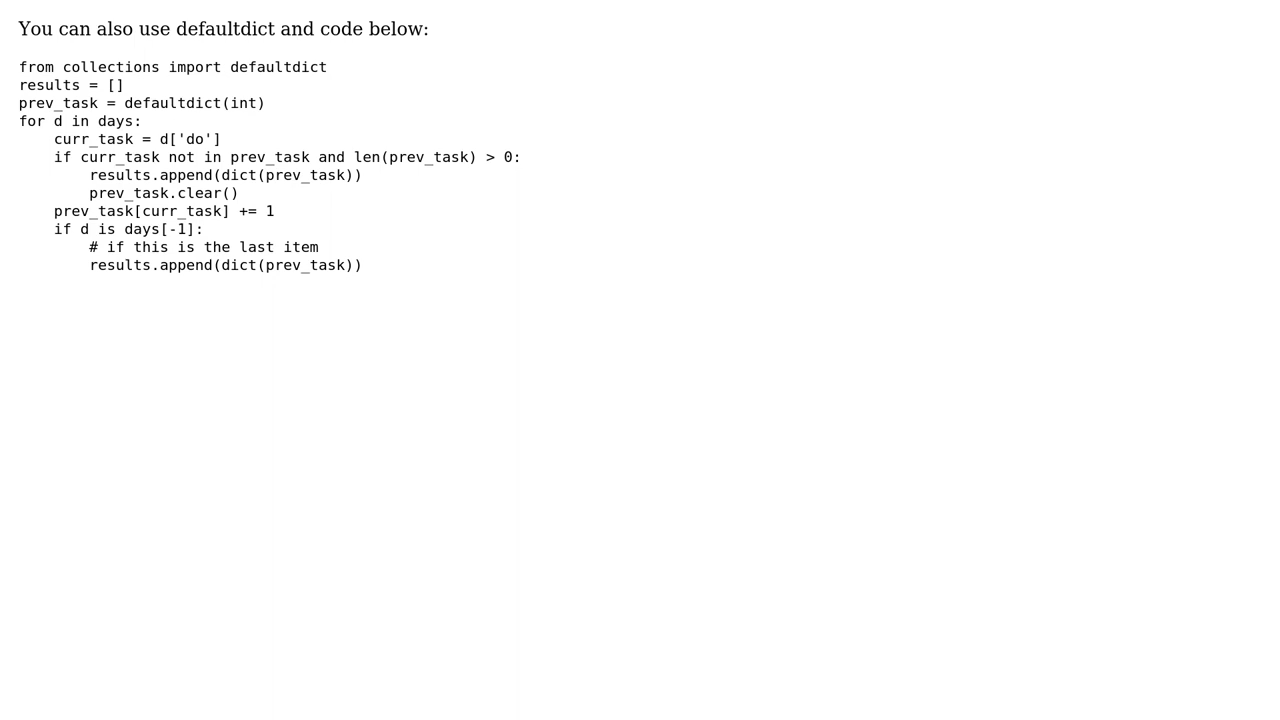 You can also use defaultdict and code below:
from collections import defaultdict
results = []
prev_task = defaultdict(int)
for d in days:
    curr_task = d['do']
    if curr_task not in prev_task and len(prev_task) > 0:
        results.append(dict(prev_task))
        prev_task.clear()
    prev_task[curr_task] += 1
    if d is days[-1]:
        # if this is the last item
        results.append(dict(prev_task))